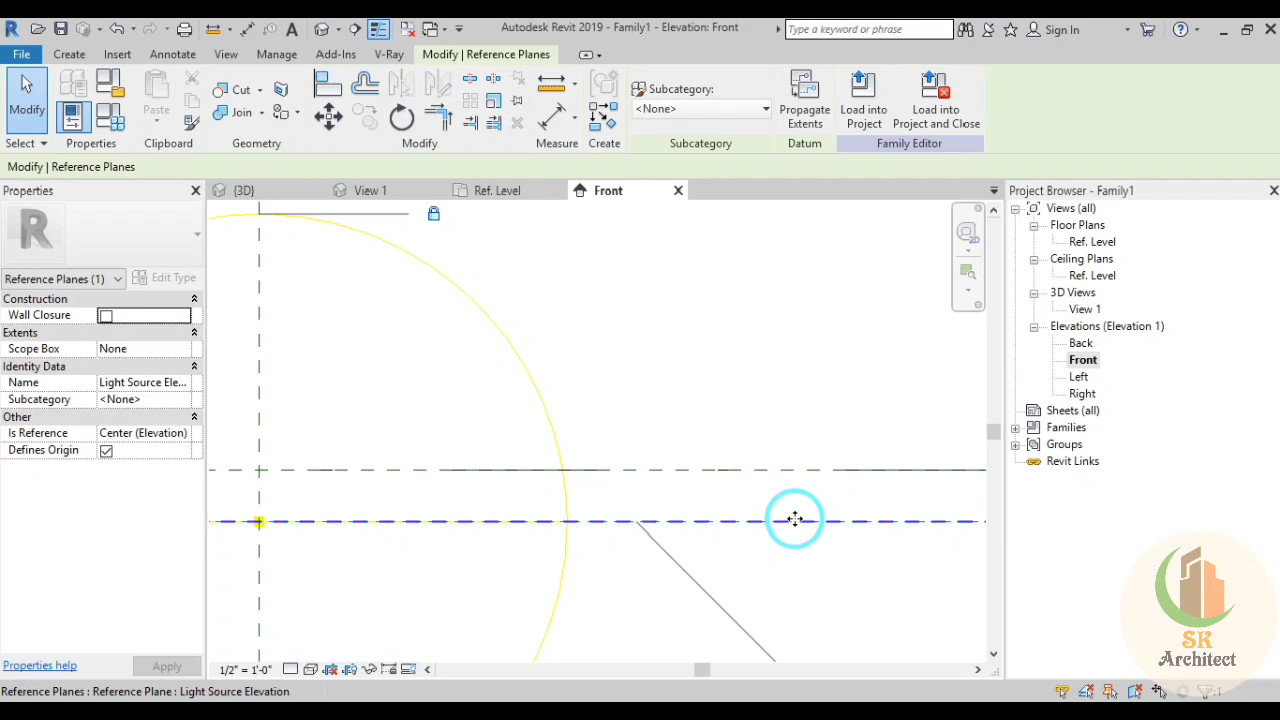 Autodesk Revit 2019 - Family1 - Elevation: Front
Type a keyword or phrase
Sign In
File Create Insert Annotate View Manage Add-Ins V-Ray Modify | Reference Planes
Modify
Select
Properties
Paste
Clipboard
Cut
Join
Geometry
Modify
Measure
Create
Subcategory:
<None>
Subcategory
Propagate
Extents
Datum
Load into
Project
Load into
Project and Close
Family Editor
Modify | Reference Planes
Properties
Reference Planes (1)
Edit Type
Construction
Wall Closure
Extents
Scope Box None
Identity Data
Name Light Source Ele...
Subcategory <None>
Other
Is Reference Center (Elevation)
Defines Origin
Properties help
Apply
{3D} View 1 Ref. Level Front
1/2" = 1'-0"
Project Browser - Family1
Views (all)
Floor Plans
Ref. Level
Ceiling Plans
Ref. Level
3D Views
View 1
Elevations (Elevation 1)
Back
Front
Left
Right
Sheets (all)
Families
Groups
Revit Links
SK
Architect
Reference Planes : Reference Plane : Light Source Elevation
:1